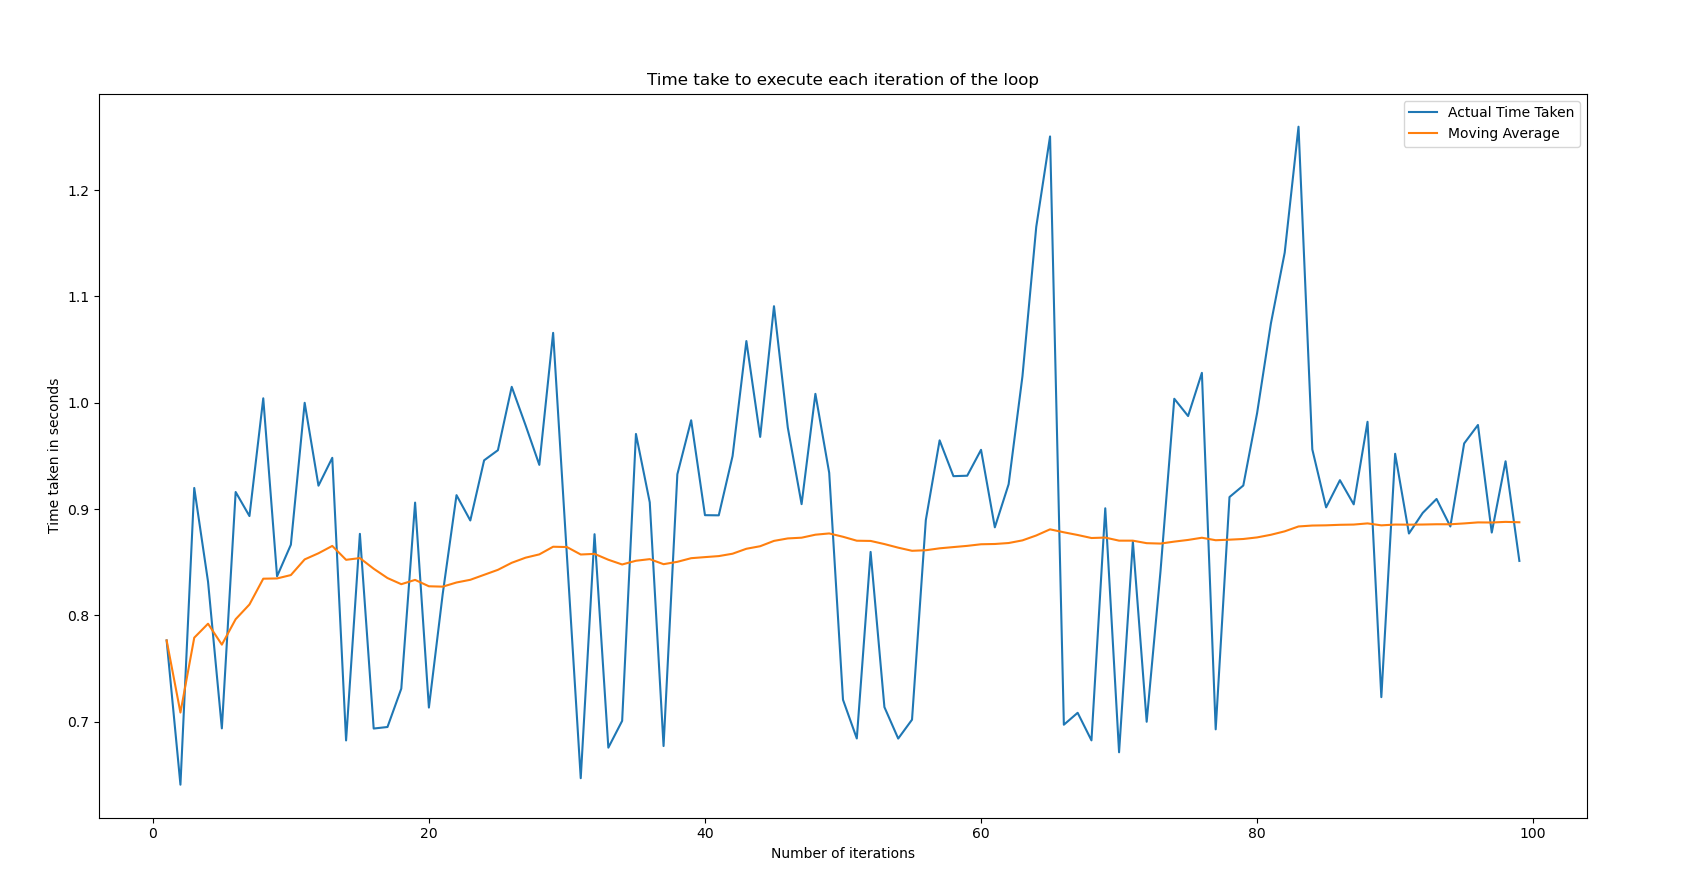 Time take to execute each iteration of the loop
Actual Time Taken
Moving Average
Time taken in seconds
1.2
1.1
1.0
0.9
0.8
0.7
0
20
40
60
80
100
Number of iterations